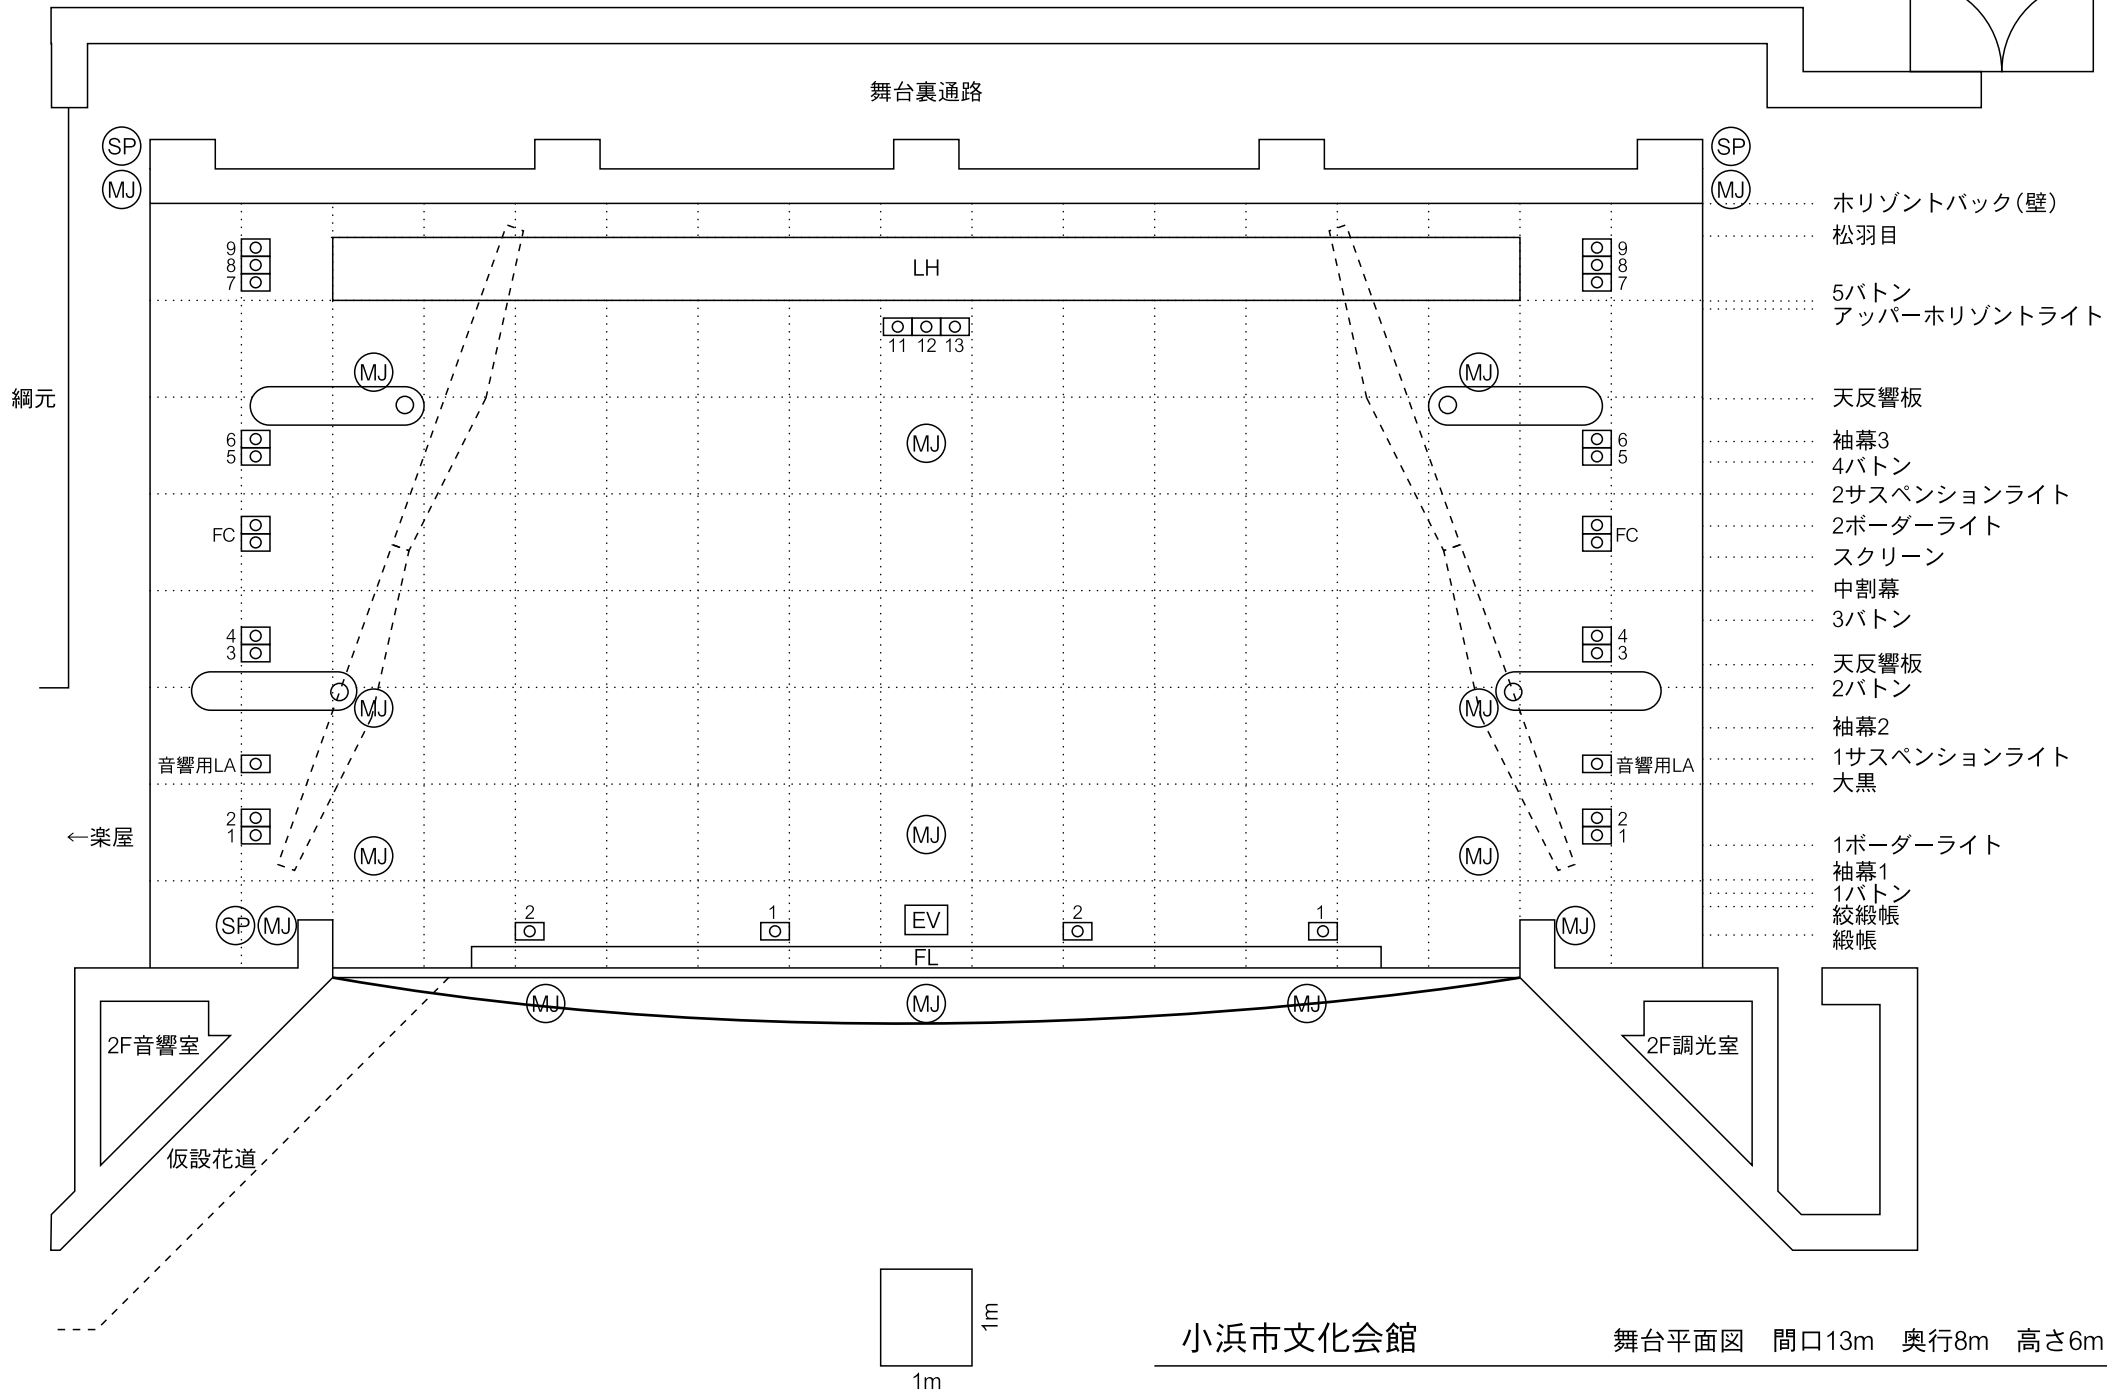 舞台裏通路
SP
SP
MJ
MJ
ホリゾントバック(壁)
松羽目
9
8
7
LH
9
8
7
5バトン
アッパーホリゾントライト
11 12 13
MJ
MJ
綱元
天反響板
6
5
MJ
6
5
袖幕3
4バトン
2サスペンションライト
FC
FC
2ボーダーライト
スクリーン
中割幕
3バトン
4
3
4
3
天反響板
2バトン
MJ
MJ
袖幕2
音響用LA
音響用LA
1サスペンションライト
大黒
2
1
2
1
←楽屋
MJ
MJ
MJ
1ボーダーライト
袖幕1
1バトン
絞緞帳
緞帳
SP MJ
2
1
EV
2
1
MJ
FL
MJ
MJ
MJ
2F音響室
2F調光室
仮設花道
1m
1m
小浜市文化会館
舞台平面図 間口13m 奥行8m 高さ6m